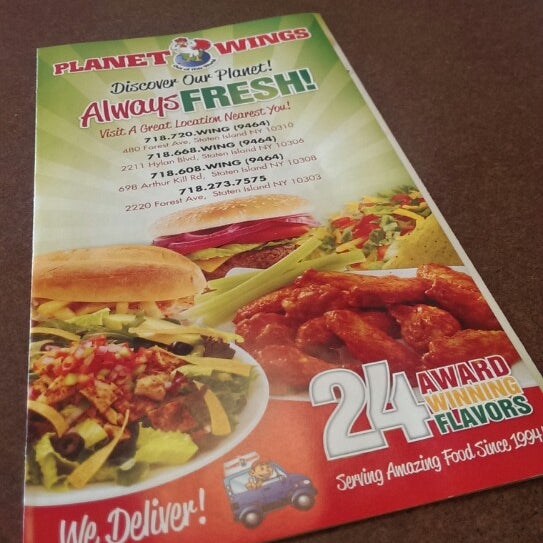 PLANET WINGS
Discover Our Planet!
Always FRESH!
Visit A Great Location Nearest You!
718.720.WING (9464)
480 Forest Ave, Staten Island NY 10310
718.668.WING (9464)
2211 Hylan Blvd, Staten Island NY 10306
718.608.WING (9464)
698 Arthur Kill Rd, Staten Island NY 10308
718.273.7575
2220 Forest Ave, Staten Island NY 10303
24 AWARD
WINNING
FLAVORS
Serving Amazing Food Since 1994!
We Deliver!